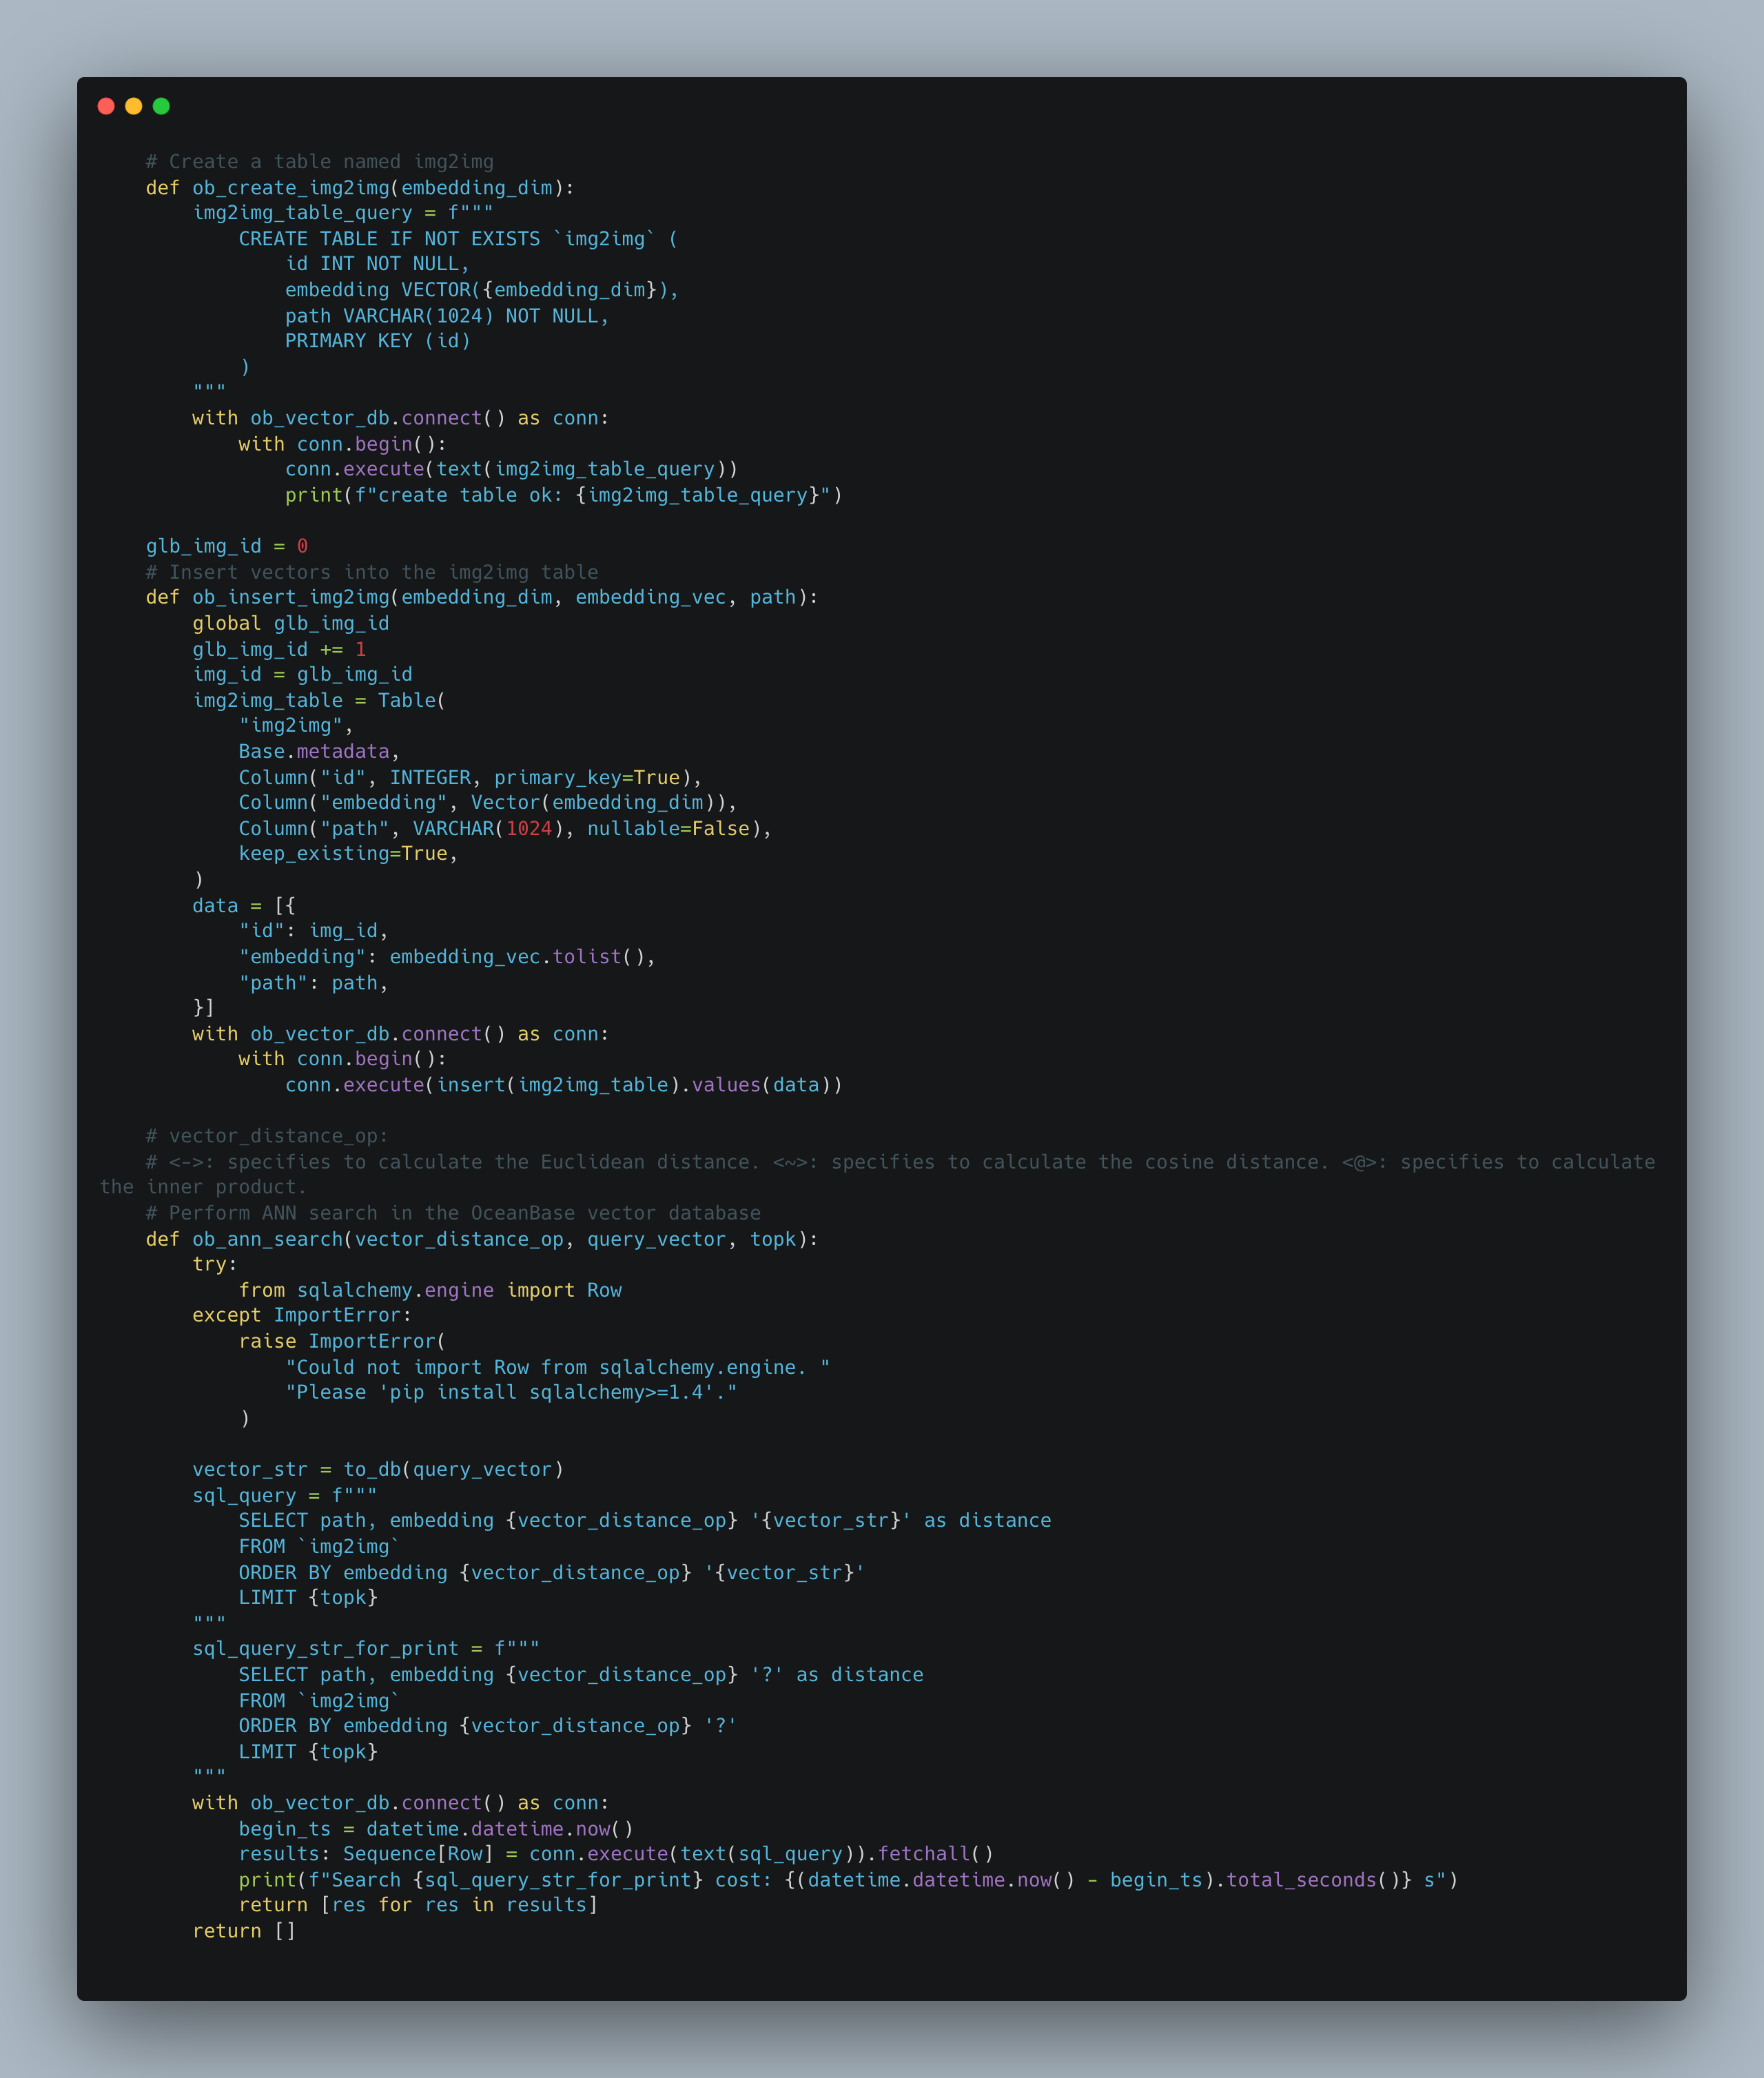 # Create a table named img2img
    def ob_create_img2img(embedding_dim):
        img2img_table_query = f"""
            CREATE TABLE IF NOT EXISTS `img2img` (
                id INT NOT NULL,
                embedding VECTOR({embedding_dim}),
                path VARCHAR(1024) NOT NULL,
                PRIMARY KEY (id)
            )
        """
        with ob_vector_db.connect() as conn:
            with conn.begin():
                conn.execute(text(img2img_table_query))
                print(f"create table ok: {img2img_table_query}")

    glb_img_id = 0
    # Insert vectors into the img2img table
    def ob_insert_img2img(embedding_dim, embedding_vec, path):
        global glb_img_id
        glb_img_id += 1
        img_id = glb_img_id
        img2img_table = Table(
            "img2img",
            Base.metadata,
            Column("id", INTEGER, primary_key=True),
            Column("embedding", Vector(embedding_dim)),
            Column("path", VARCHAR(1024), nullable=False),
            keep_existing=True,
        )
        data = [{
            "id": img_id,
            "embedding": embedding_vec.tolist(),
            "path": path,
        }]
        with ob_vector_db.connect() as conn:
            with conn.begin():
                conn.execute(insert(img2img_table).values(data))

    # vector_distance_op:
    # <->: specifies to calculate the Euclidean distance. <~>: specifies to calculate the cosine distance. <@>: specifies to calculate
the inner product.
    # Perform ANN search in the OceanBase vector database
    def ob_ann_search(vector_distance_op, query_vector, topk):
        try:
            from sqlalchemy.engine import Row
        except ImportError:
            raise ImportError(
                "Could not import Row from sqlalchemy.engine. "
                "Please 'pip install sqlalchemy>=1.4'."
            )

        vector_str = to_db(query_vector)
        sql_query = f"""
            SELECT path, embedding {vector_distance_op} '{vector_str}' as distance
            FROM `img2img`
            ORDER BY embedding {vector_distance_op} '{vector_str}'
            LIMIT {topk}
        """
        sql_query_str_for_print = f"""
            SELECT path, embedding {vector_distance_op} '?' as distance
            FROM `img2img`
            ORDER BY embedding {vector_distance_op} '?'
            LIMIT {topk}
        """
        with ob_vector_db.connect() as conn:
            begin_ts = datetime.datetime.now()
            results: Sequence[Row] = conn.execute(text(sql_query)).fetchall()
            print(f"Search {sql_query_str_for_print} cost: {(datetime.datetime.now() - begin_ts).total_seconds()} s")
            return [res for res in results]
        return []